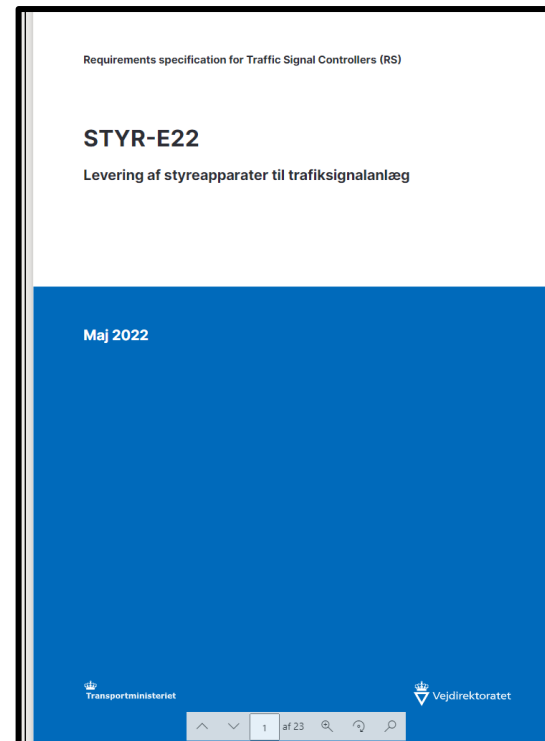 Requirements specification for Traffic Signal Controllers (RS)
STYR-E22
Levering af styreapparater til trafiksignalanlæg
Maj 2022
Transportministeriet
Vejdirektoratet
1 af 23